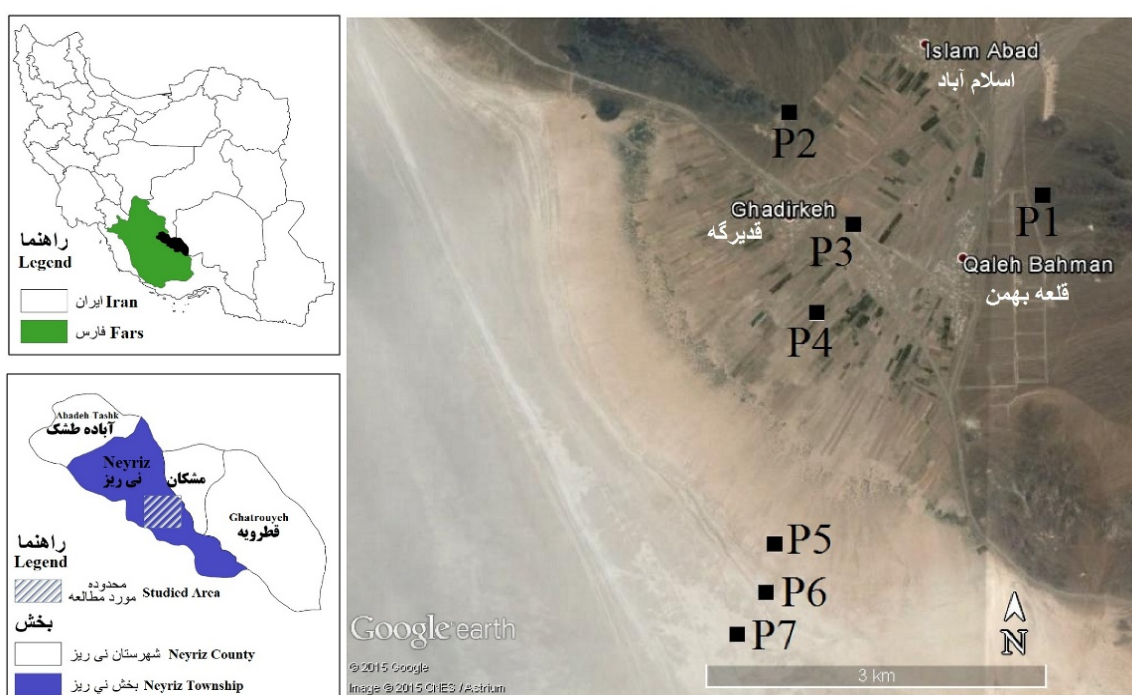 راهنما
Legend
ایران Iran
فارس Fars
Abadeh Tashk
آباده طشک
Neyriz
نی ریز
مشکان
Ghatrouyeh
قطرویه
راهنما
Legend
محدوده
مورد مطالعه Studied Area
بخش
شهرستان نی ریز Neyriz County
بخش نی ریز Neyriz Township
Islam Abad
اسلام آباد
P2
P1
Ghadirkeh
قدیرگه
P3
Qaleh Bahman
قلعه بهمن
P4
P5
P6
P7
N
Google earth
© 2015 Google
Image © 2015 CNES / Astrium
3 km